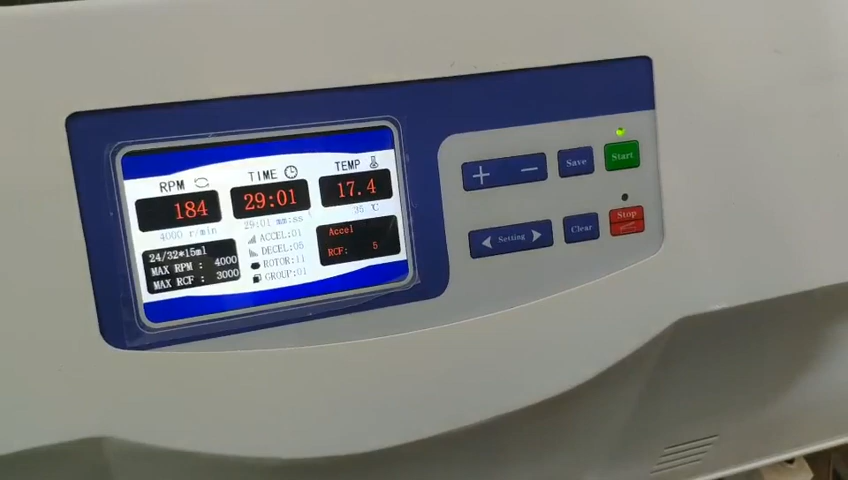 RPM
184
4000 r/min
TIME
29:01
29:01 mm:ss
TEMP
17.4
35 ℃
24/32*15ml
MAX RPM : 4000
MAX RCF : 3000
ACCEL:01
DECEL:05
ROTOR:11
GROUP:01
Accel
RCF: 5
+ −
Save
Start
Setting
Clear
Stop